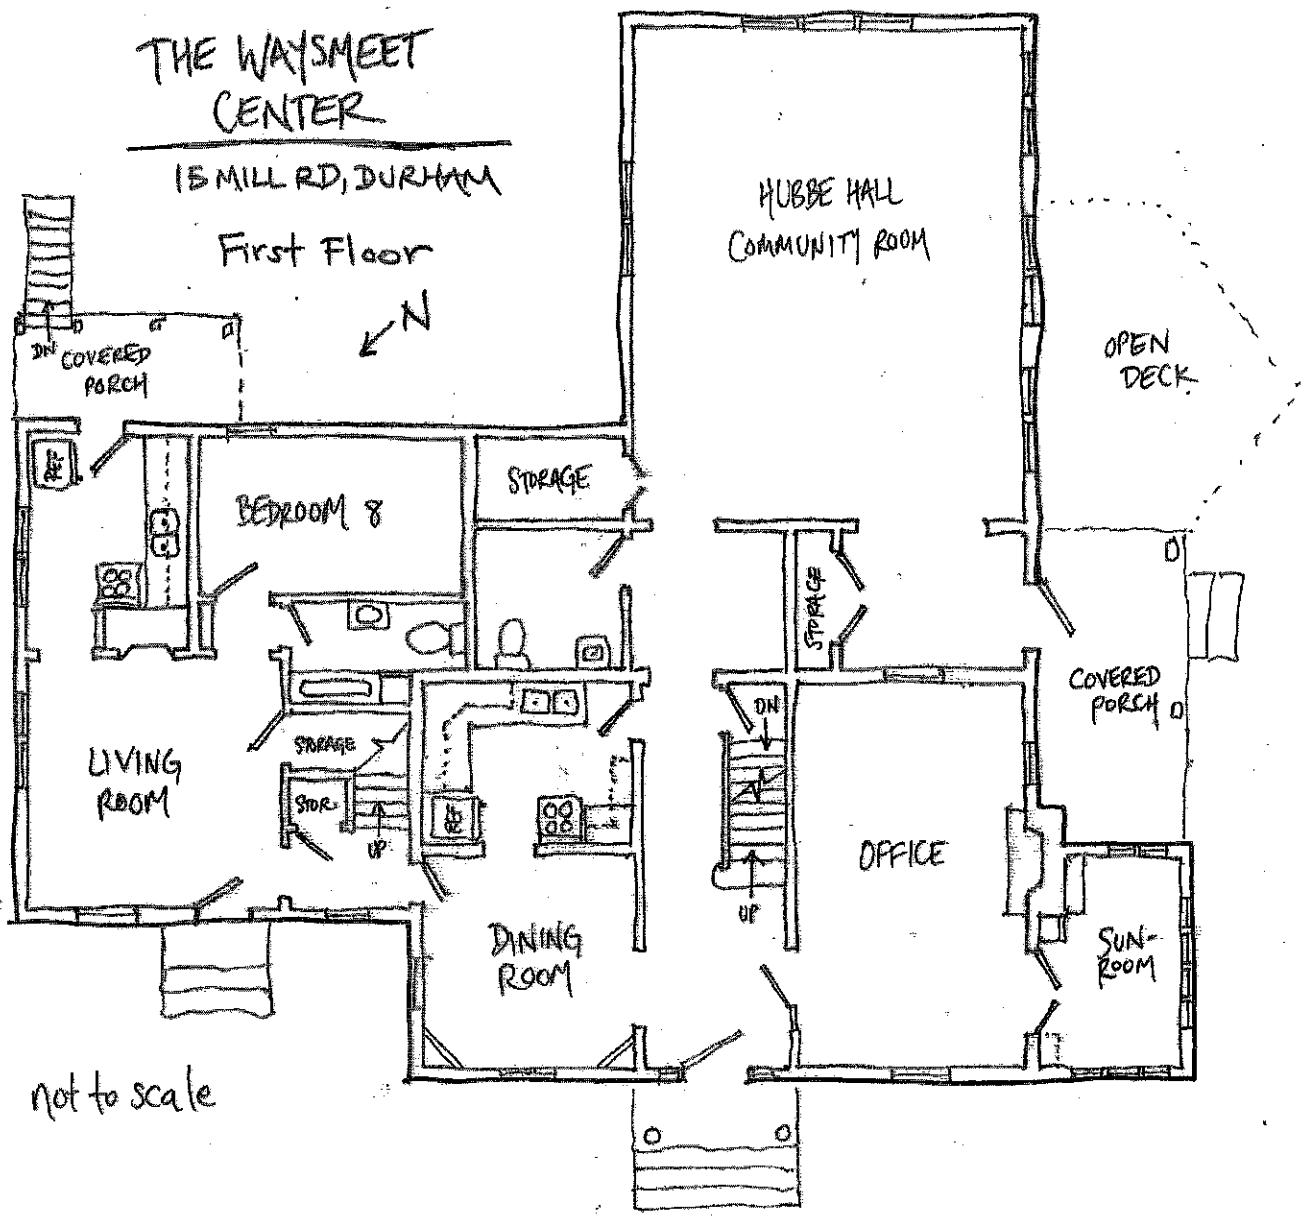 THE WAYSMEET
CENTER
15 MILL RD, DURHAM
First Floor
N
HUBBE HALL
COMMUNITY ROOM
OPEN
DECK
DN
COVERED
PORCH
REF
BEDROOM 8
STORAGE
STORAGE
COVERED
PORCH
LIVING
ROOM
STORAGE
STOR.
UP
REF
DN
UP
OFFICE
DINING
ROOM
SUN-
ROOM
not to scale